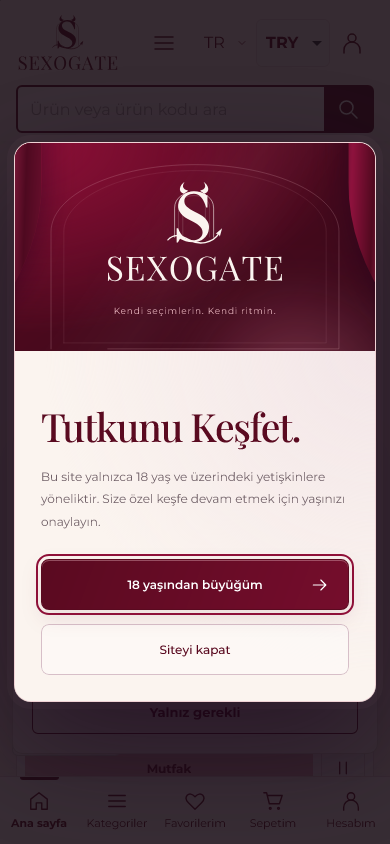 SEXOGATE
TR
TRY
Ürün veya ürün kodu ara
SEXOGATE
Kendi seçimlerin. Kendi ritmin.
Tutkunu Keşfet.
Bu site yalnızca 18 yaş ve üzerindeki yetişkinlere
yöneliktir. Size özel keşfe devam etmek için yaşınızı
onaylayın.
18 yaşından büyüğüm
Siteyi kapat
Yalnız gerekli
Mutfak
Ana sayfa
Kategoriler
Favorilerim
Sepetim
Hesabım